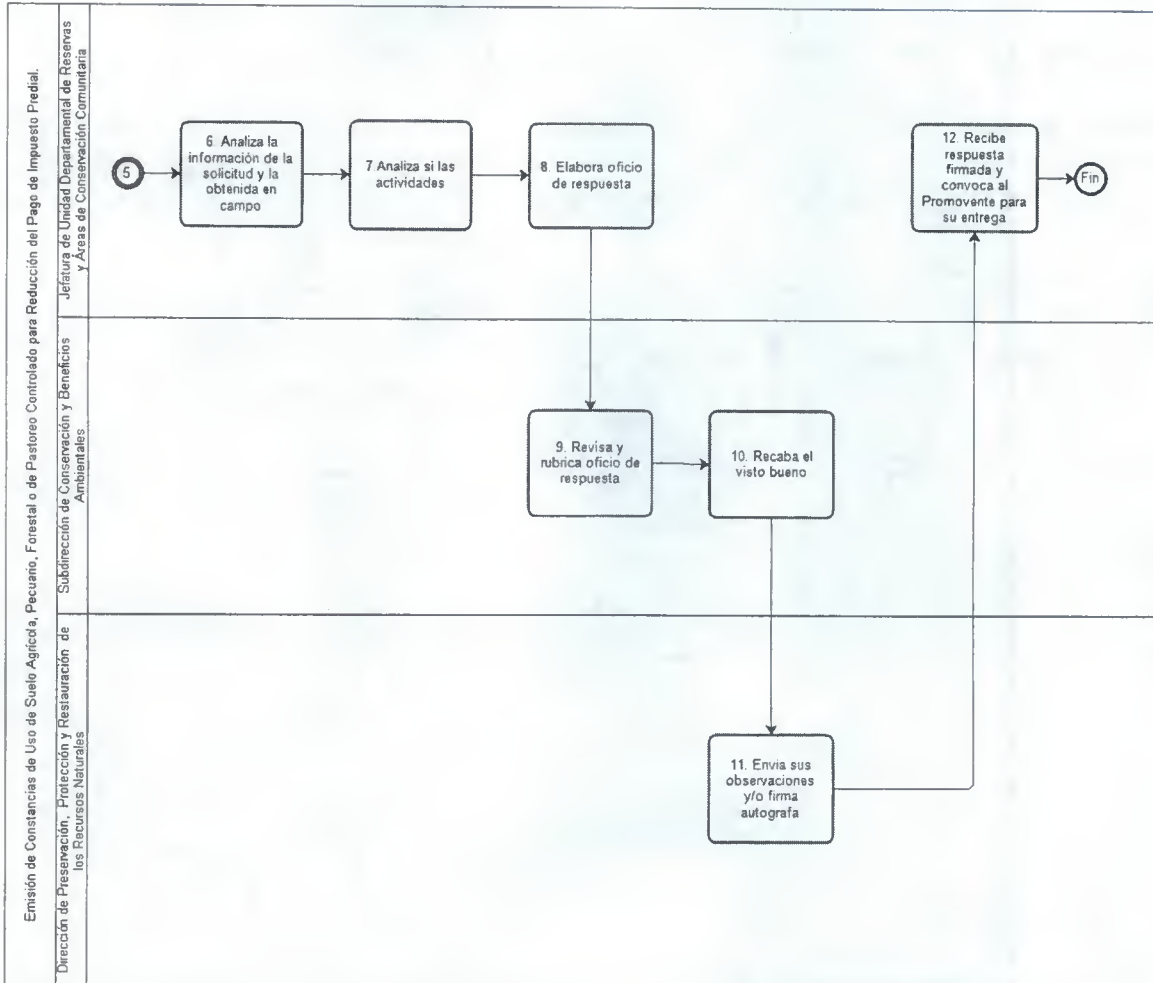 Emisión de Constancias de Uso de Suelo Agrícola, Pecuario, Forestal o de Pastoreo Controlado para Reducción del Pago de Impuesto Predial.
Jefatura de Unidad Departamental de Reservas
y Áreas de Conservación Comunitaria
5
6. Analiza la
información de la
solicitud y la
obtenida en
campo
7 Analiza si las
actividades
8. Elabora oficio
de respuesta
12. Recibe
respuesta
firmada y
convoca al
Promovente para
su entrega
Fin
Subdirección de Conservación y Beneficios
Ambientales.
9. Revisa y
rubrica oficio de
respuesta
10. Recaba el
visto bueno
Dirección de Preservación, Protección y Restauración de
los Recursos Naturales
11. Envia sus
observaciones
y/o firma
autografa